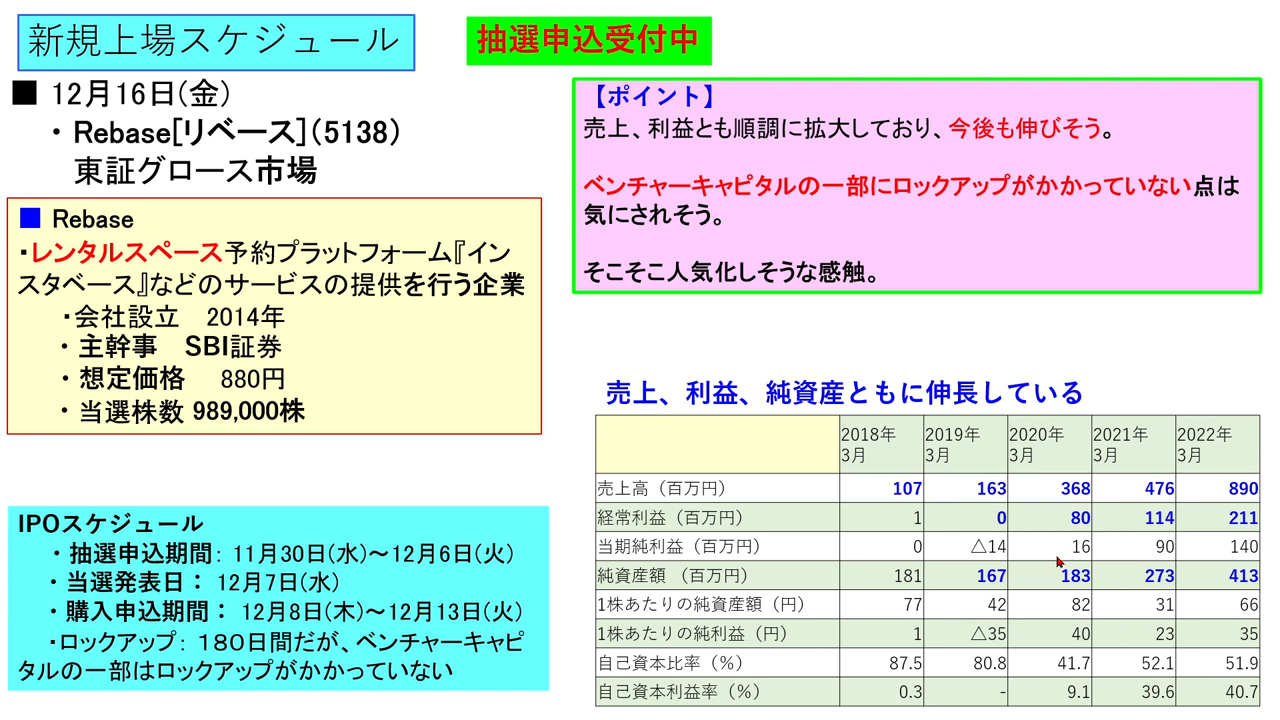 新規上場スケジュール
抽選申込受付中
■ 12月16日(金)
・Rebase[リベース](5138)
東証グロース市場
■ Rebase
・レンタルスペース予約プラットフォーム『イン
スタベース』などのサービスの提供を行う企業
・会社設立 2014年
・主幹事 SBI証券
・想定価格 880円
・当選株数 989,000株
IPOスケジュール
・抽選申込期間: 11月30日(水)～12月6日(火)
・当選発表日： 12月7日(水)
・購入申込期間： 12月8日(木)～12月13日(火)
・ロックアップ: １８０日間だが、ベンチャーキャピ
タルの一部はロックアップがかかっていない
【ポイント】
売上、利益とも順調に拡大しており、今後も伸びそう。
ベンチャーキャピタルの一部にロックアップがかかっていない点は
気にされそう。
そこそこ人気化しそうな感触。
売上、利益、純資産ともに伸長している
2018年 2019年 2020年 2021年 2022年
3月 3月 3月 3月 3月
売上高（百万円） 107 163 368 476 890
経常利益（百万円） 1 0 80 114 211
当期純利益（百万円） 0 △14 16 90 140
純資産額 （百万円） 181 167 183 273 413
1株あたりの純資産額（円） 77 42 82 31 66
1株あたりの純利益（円） 1 △35 40 23 35
自己資本比率（%） 87.5 80.8 41.7 52.1 51.9
自己資本利益率（%） 0.3 - 9.1 39.6 40.7